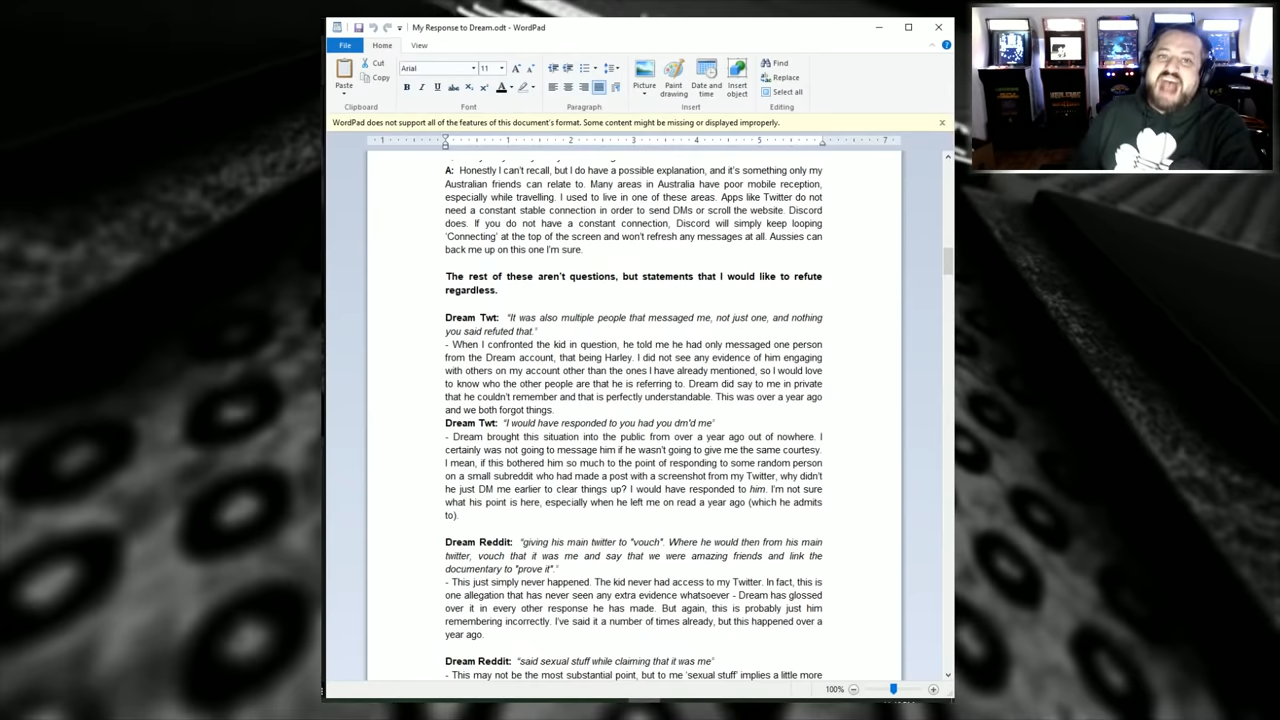 My Response to Dream.odt - WordPad
File
Home
View
Paste
Cut
Copy
Clipboard
Arial
11
Font
Paragraph
Picture
Paint drawing
Date and time
Insert object
Insert
Find
Replace
Select all
Editing
WordPad does not support all of the features of this document's format. Some content might be missing or displayed improperly.
1 1 2 3 4 5 6 7
A: Honestly I can't recall, but I do have a possible explanation, and it's something only my
Australian friends can relate to. Many areas in Australia have poor mobile reception,
especially while travelling. I used to live in one of these areas. Apps like Twitter do not
need a constant stable connection in order to send DMs or scroll the website. Discord
does. If you do not have a constant connection, Discord will simply keep looping
'Connecting' at the top of the screen and won't refresh any messages at all. Aussies can
back me up on this one I'm sure.
The rest of these aren't questions, but statements that I would like to refute
regardless.
Dream Twt: "It was also multiple people that messaged me, not just one, and nothing
you said refuted that."
- When I confronted the kid in question, he told me he had only messaged one person
from the Dream account, that being Harley. I did not see any evidence of him engaging
with others on my account other than the ones I have already mentioned, so I would love
to know who the other people are that he is referring to. Dream did say to me in private
that he couldn't remember and that is perfectly understandable. This was over a year ago
and we both forgot things.
Dream Twt: "I would have responded to you had you dm'd me"
- Dream brought this situation into the public from over a year ago out of nowhere. I
certainly was not going to message him if he wasn't going to give me the same courtesy.
I mean, if this bothered him so much to the point of responding to some random person
on a small subreddit who had made a post with a screenshot from my Twitter, why didn't
he just DM me earlier to clear things up? I would have responded to him. I'm not sure
what his point is here, especially when he left me on read a year ago (which he admits
to).
Dream Reddit: "giving his main twitter to "vouch". Where he would then from his main
twitter, vouch that it was me and say that we were amazing friends and link the
documentary to "prove it"."
- This just simply never happened. The kid never had access to my Twitter. In fact, this is
one allegation that has never seen any extra evidence whatsoever - Dream has glossed
over it in every other response he has made. But again, this is probably just him
remembering incorrectly. I've said it a number of times already, but this happened over a
year ago.
Dream Reddit: "said sexual stuff while claiming that it was me"
- This may not be the most substantial point, but to me 'sexual stuff' implies a little more
100%